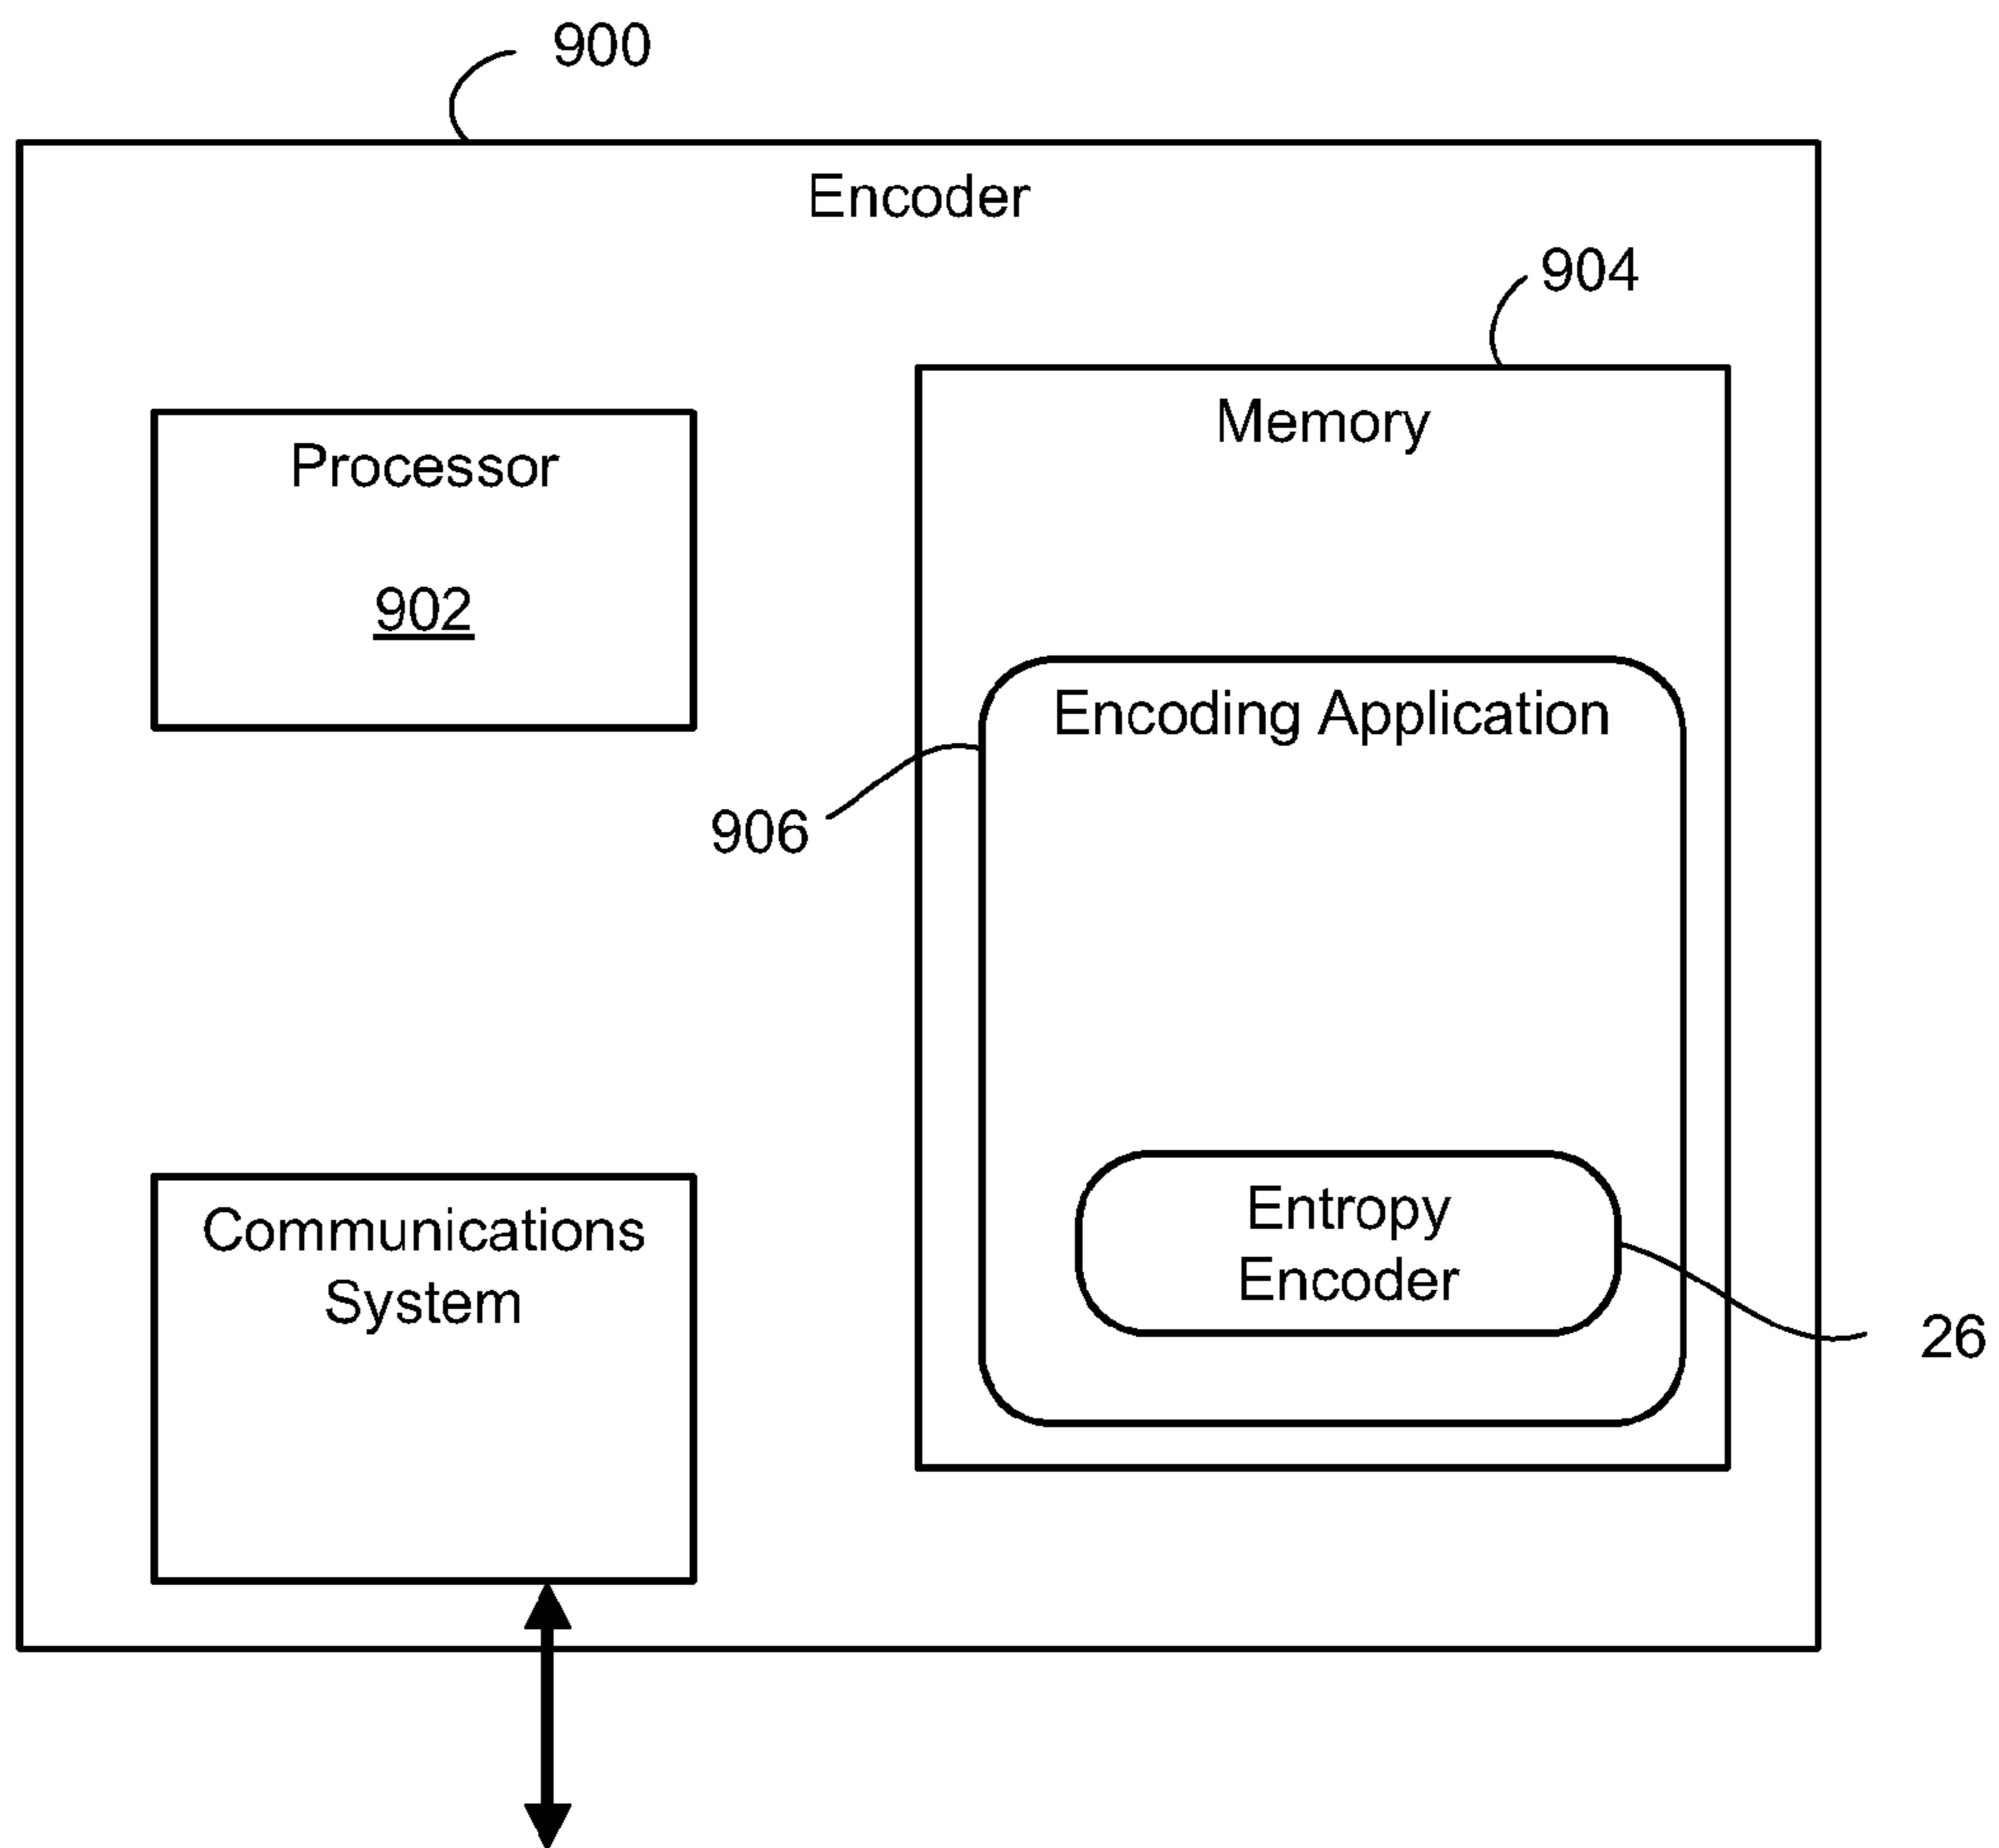 900
Encoder
904
Memory
Processor
902
Encoding Application
906
Entropy
Encoder
Communications
System
26